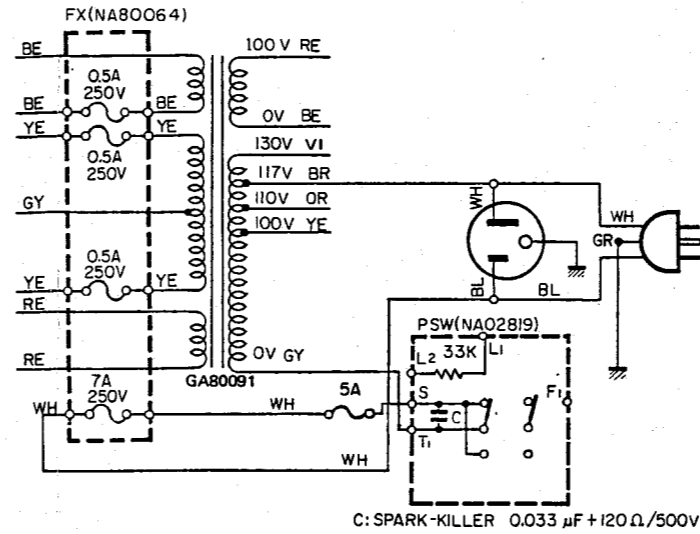 FX(NA80064)
BE
100V RE
0.5A
250V
BE
BE
0V BE
YE
YE
130V VI
0.5A
250V
117V BR
WH
110V OR
GY
WH
100V YE
GR
0.5A
250V
YE
YE
BL
BL
RE
PSW(NA02819)
L2
33K
L1
0V GY
RE
GA80091
7A
250V
5A
S
F1
WH
WH
C
T1
WH
C: SPARK-KILLER 0.033 µF+120Ω/500V